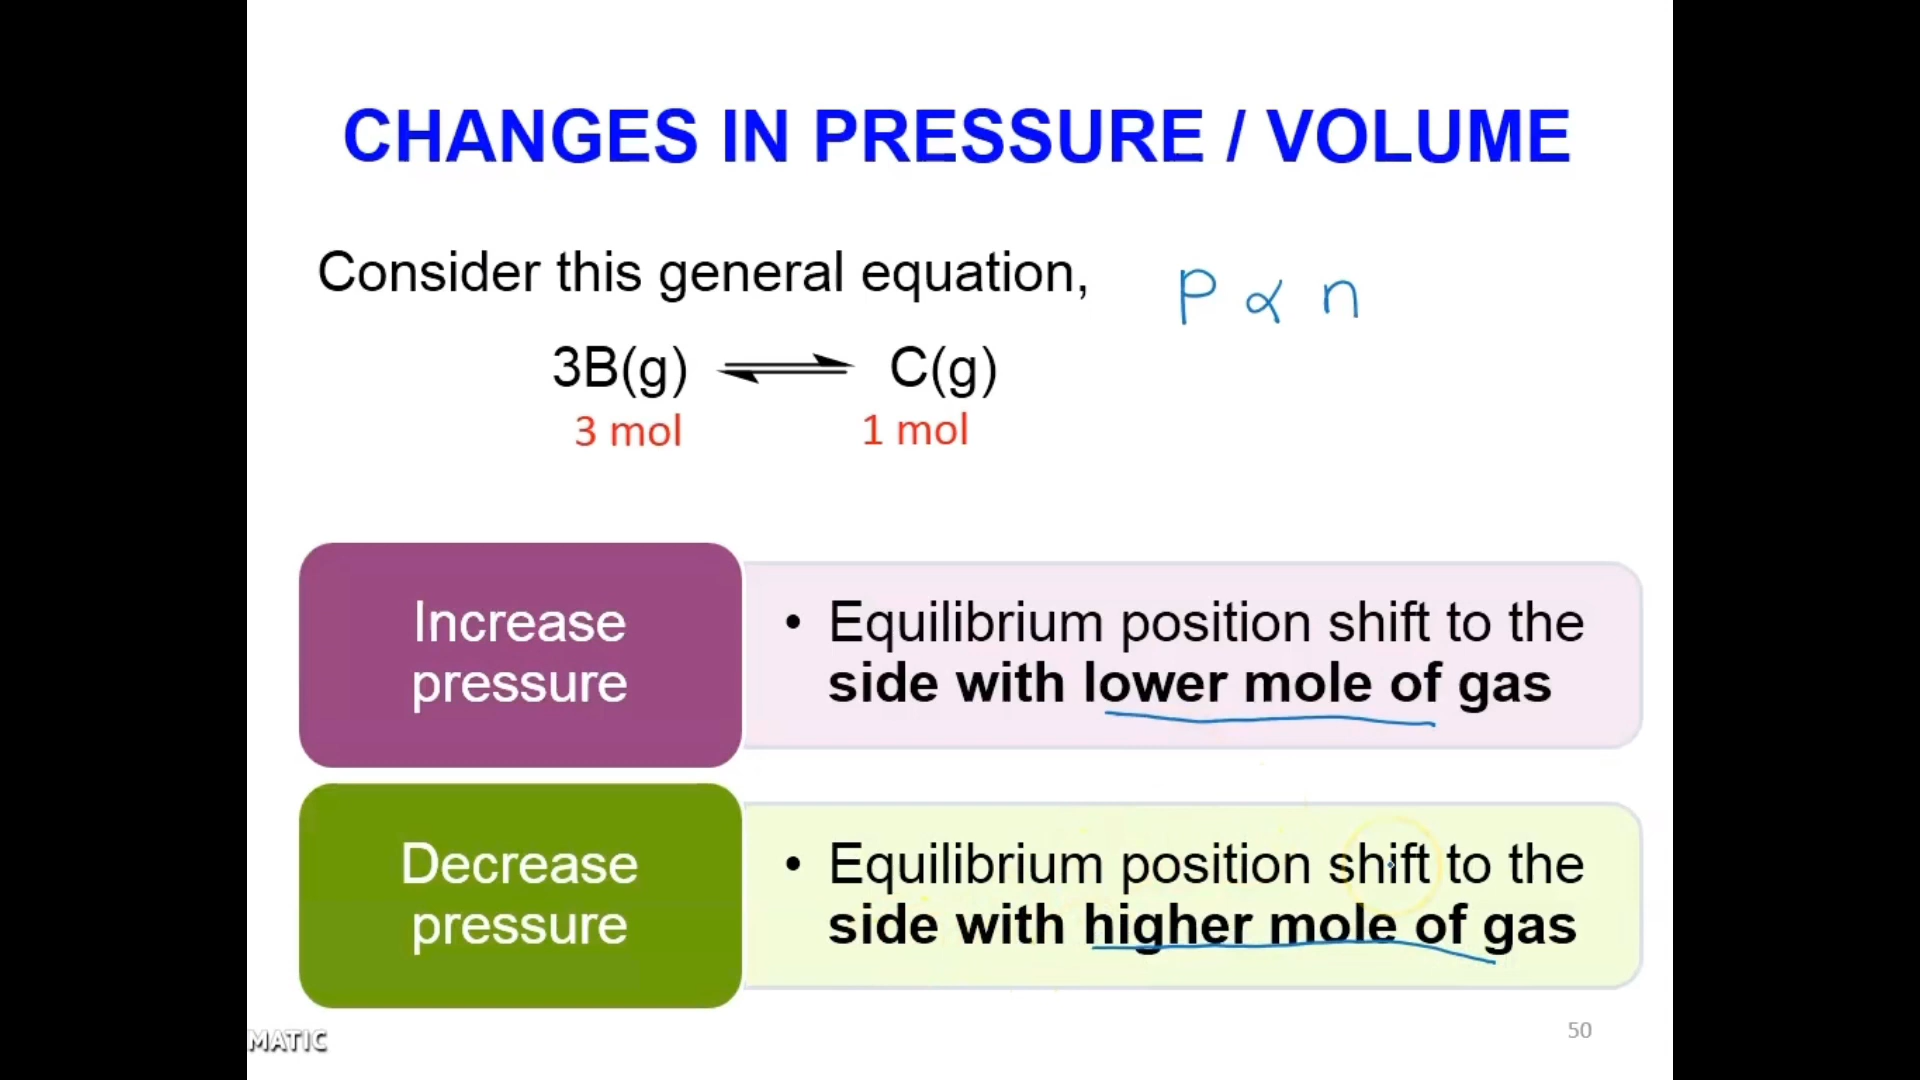 CHANGES IN PRESSURE / VOLUME
Consider this general equation,
P ∝ n
3B(g) ⇌ C(g)
3 mol 1 mol
Increase
pressure
• Equilibrium position shift to the
side with lower mole of gas
Decrease
pressure
• Equilibrium position shift to the
side with higher mole of gas
MATIC
50